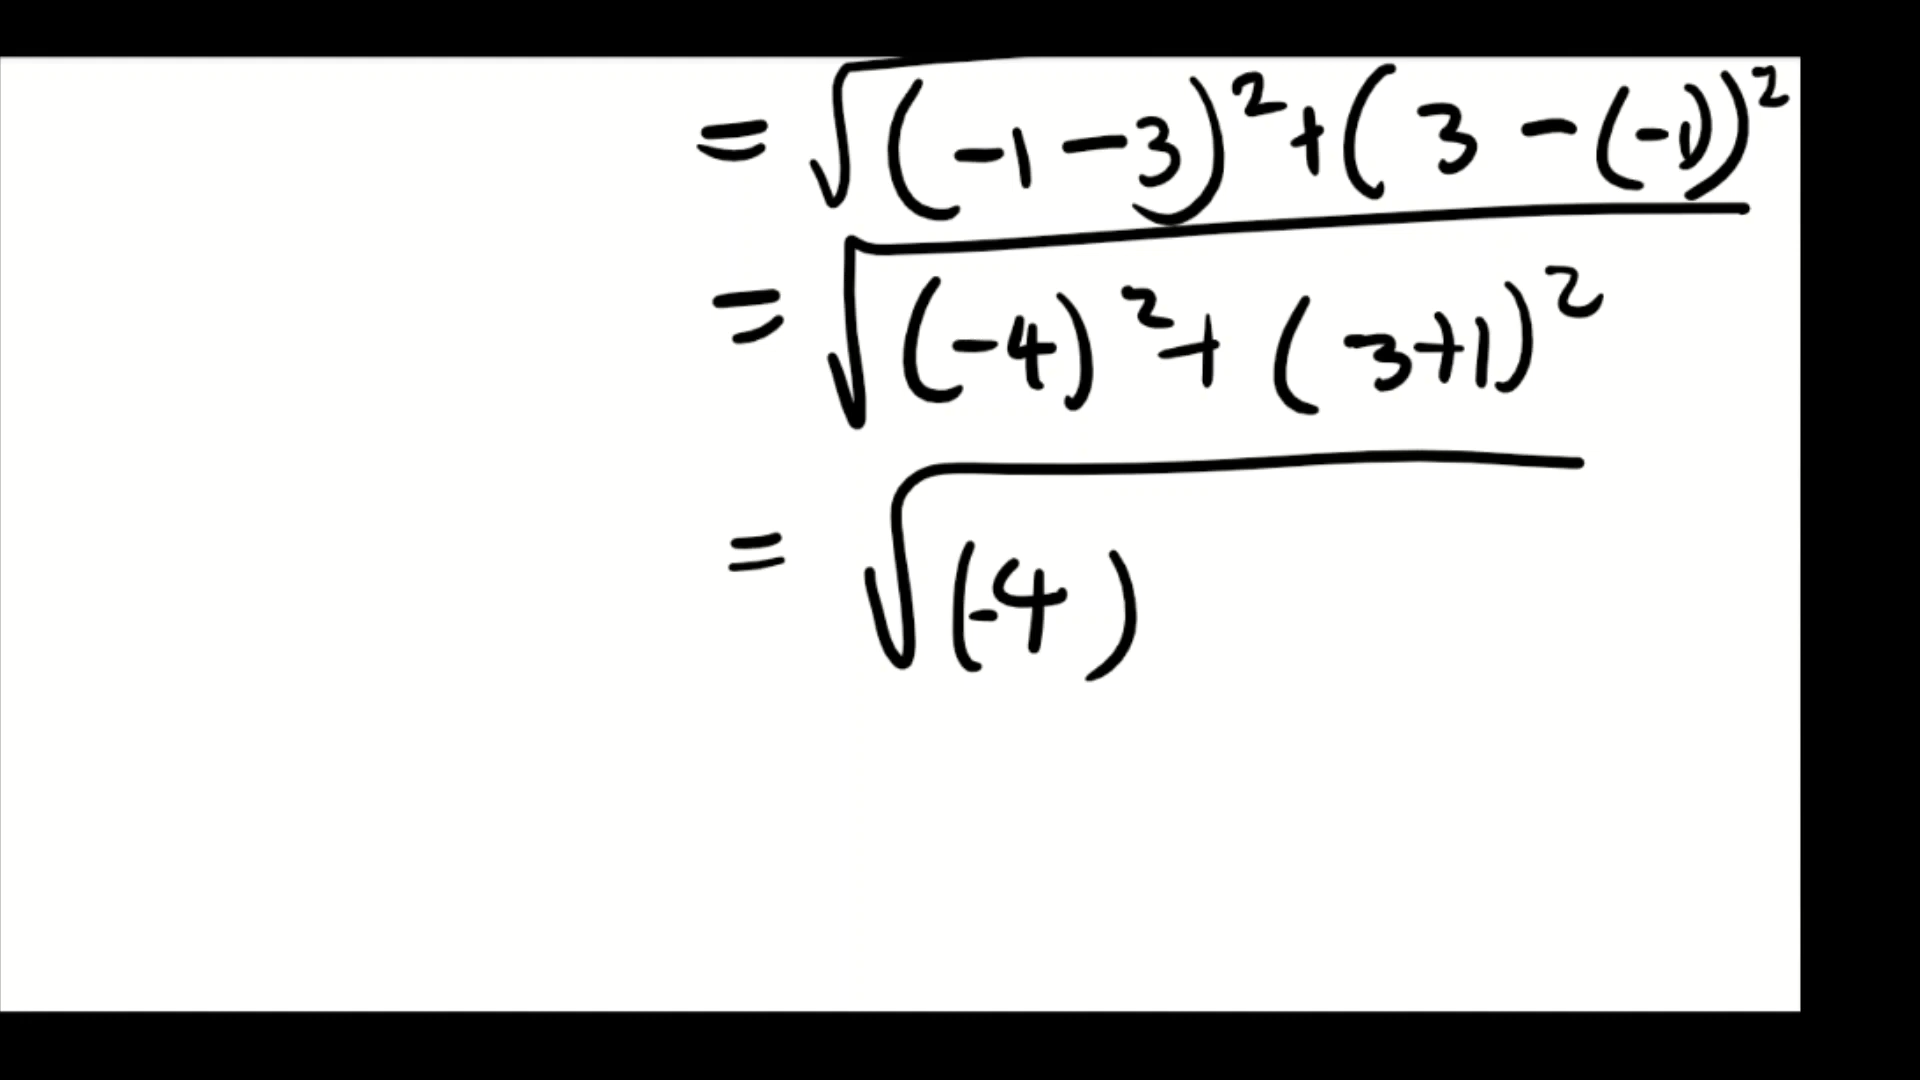 = √(-1-3)²+(3-(-1))²
= √(-4)²+(3+1)²
= √(-4)